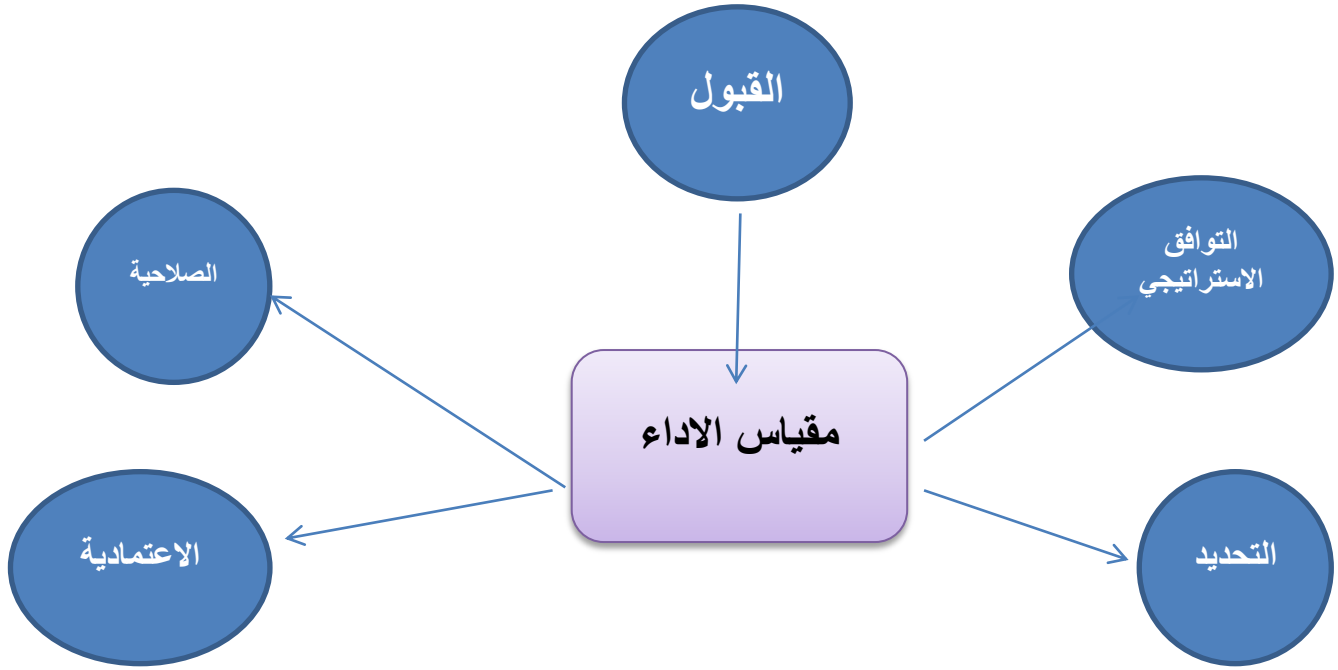 القبول
التوافق
الاستراتيجي
الصلاحية
مقياس الاداء
الاعتمادية
التحديد